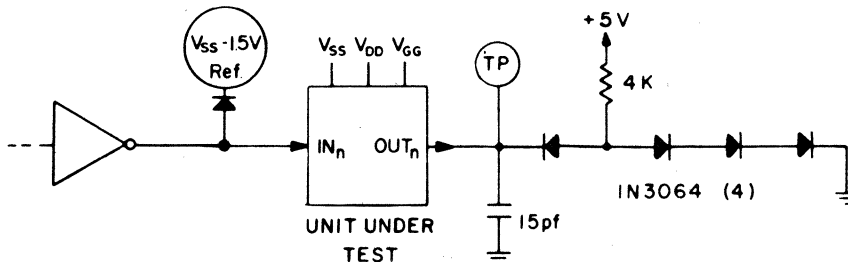 VSS -1.5V
Ref.
VSS VDD VGG
TP
+5V
4K
INn OUTn
IN3064 (4)
15pf
UNIT UNDER
TEST